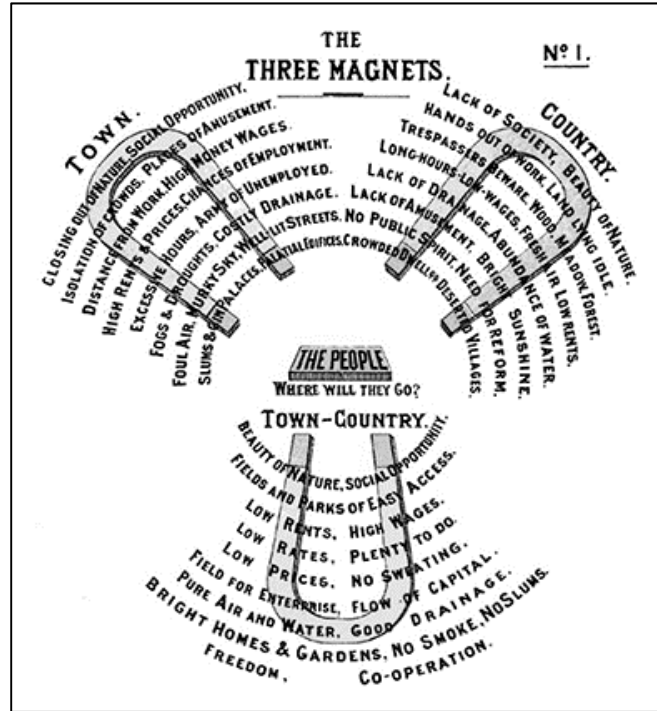 THE
THREE MAGNETS.
Nº 1.
TOWN.
CLOSING OUT OF NATURE. SOCIAL OPPORTUNITY.
ISOLATION OF CROWDS. PLACES OF AMUSEMENT.
DISTANCE FROM WORK. HIGH MONEY WAGES.
HIGH RENTS & PRICES. CHANCES OF EMPLOYMENT.
EXCESSIVE HOURS. ARMY OF UNEMPLOYED.
FOGS & DROUGHTS. COSTLY DRAINAGE.
FOUL AIR. MURKY SKY. WELL-LIT STREETS.
SLUMS & GIN PALACES. PALATIAL EDIFICES.
COUNTRY.
LACK OF SOCIETY. BEAUTY OF NATURE.
HANDS OUT OF WORK. LAND LYING IDLE.
TRESPASSERS BEWARE. WOOD, MEADOW, FOREST.
LONG-HOURS-LOW-WAGES. FRESH AIR LOW RENTS.
LACK OF DRAINAGE. ABUNDANCE OF WATER.
LACK OF AMUSEMENT. BRIGHT SUNSHINE.
NO PUBLIC SPIRIT. NEED FOR REFORM.
CROWDED DWELLGS DESERTED VILLAGES.
THE PEOPLE
WHERE WILL THEY GO?
TOWN-COUNTRY.
BEAUTY OF NATURE, SOCIAL OPPORTUNITY.
FIELDS AND PARKS OF EASY ACCESS.
LOW RENTS, HIGH WAGES.
LOW RATES, PLENTY TO DO.
LOW PRICES, NO SWEATING.
FIELD FOR ENTERPRISE, FLOW OF CAPITAL.
PURE AIR AND WATER, GOOD DRAINAGE.
BRIGHT HOMES & GARDENS, NO SMOKE, NO SLUMS.
FREEDOM, CO-OPERATION.